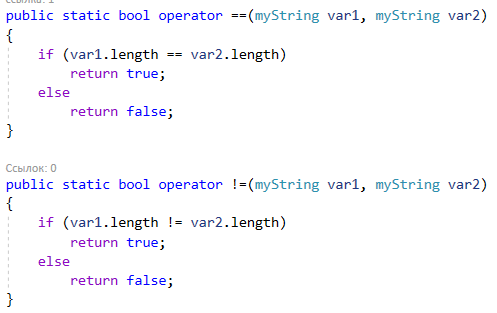 public static bool operator ==(myString var1, myString var2)
{
    if (var1.length == var2.length)
        return true;
    else
        return false;
}
Ссылок: 0
public static bool operator !=(myString var1, myString var2)
{
    if (var1.length != var2.length)
        return true;
    else
        return false;
}